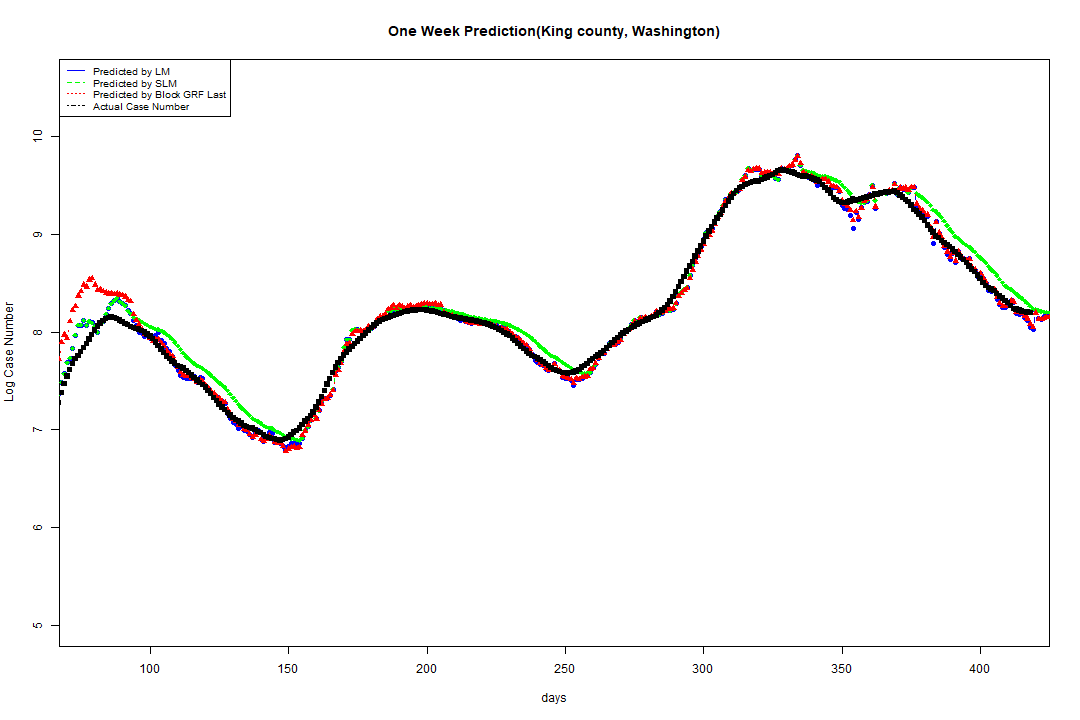 One Week Prediction(King county, Washington)
Predicted by LM
Predicted by SLM
Predicted by Block GRF Last
Actual Case Number
Log Case Number
10
9
8
7
6
5
100 150 200 250 300 350 400
days